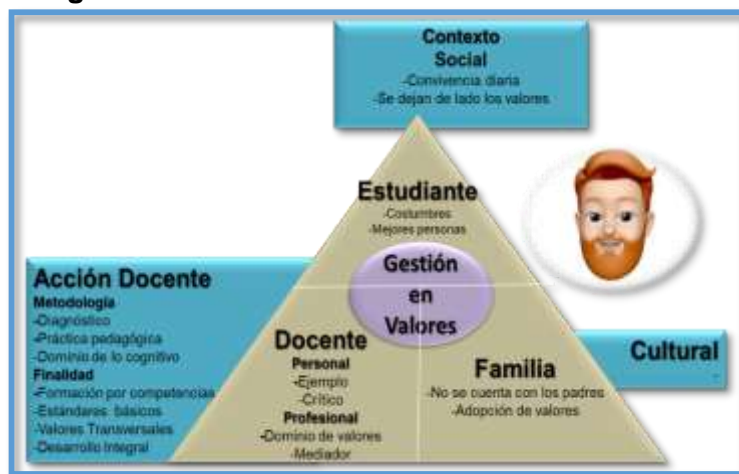 Contexto
Social
-Convivencia diaria
-Se dejan de lado los valores
Estudiante
-Costumbres
-Mejores personas
Gestión
en
Valores
Acción Docente
Metodología
-Diagnóstico
-Práctica pedagógica
-Dominio de lo cognitivo
Finalidad
-Formación por competencias
-Estándares básicos
-Valores Transversales
-Desarrollo Integral
Docente
Personal
-Ejemplo
-Crítico
Profesional
-Dominio de valores
-Mediador
Familia
-No se cuenta con los padres
-Adopción de valores
Cultural
-